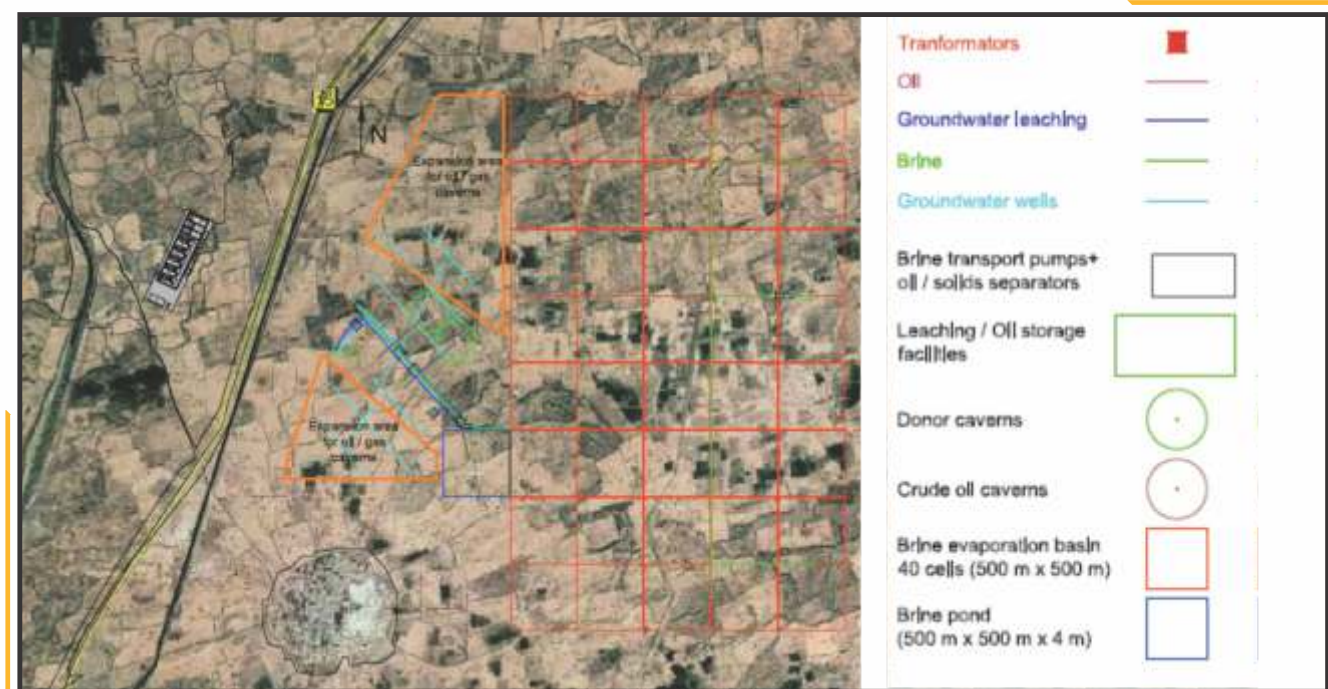 N
Expansion area
for oil / gas
caverns
Expansion area
for oil / gas
caverns
Tranformators
Oil
Groundwater leaching
Brine
Groundwater wells
Brine transport pumps+
oil / solids separators
Leaching / Oil storage
facilities
Donor caverns
Crude oil caverns
Brine evaporation basin
40 cells (500 m x 500 m)
Brine pond
(500 m x 500 m x 4 m)